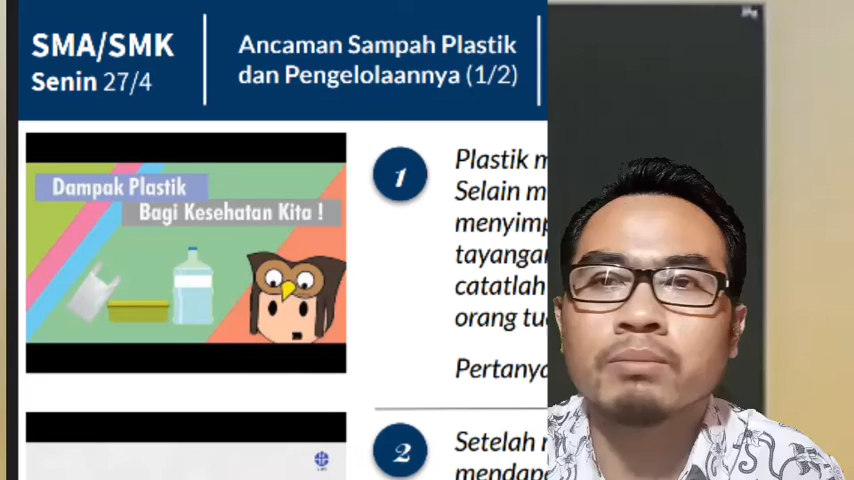 SMA/SMK
Senin 27/4
Ancaman Sampah Plastik
dan Pengelolaannya (1/2)
Dampak Plastik
Bagi Kesehatan Kita !
1
Plastik m
Selain m
menyimp
tayangan
catatlah
orang tu
Pertanya
2
Setelah
mendape